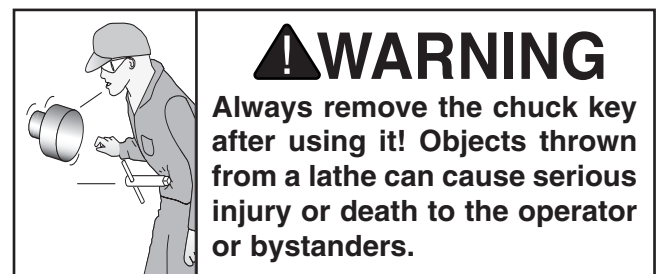 WARNING
Always remove the chuck key
after using it! Objects thrown
from a lathe can cause serious
injury or death to the operator
or bystanders.